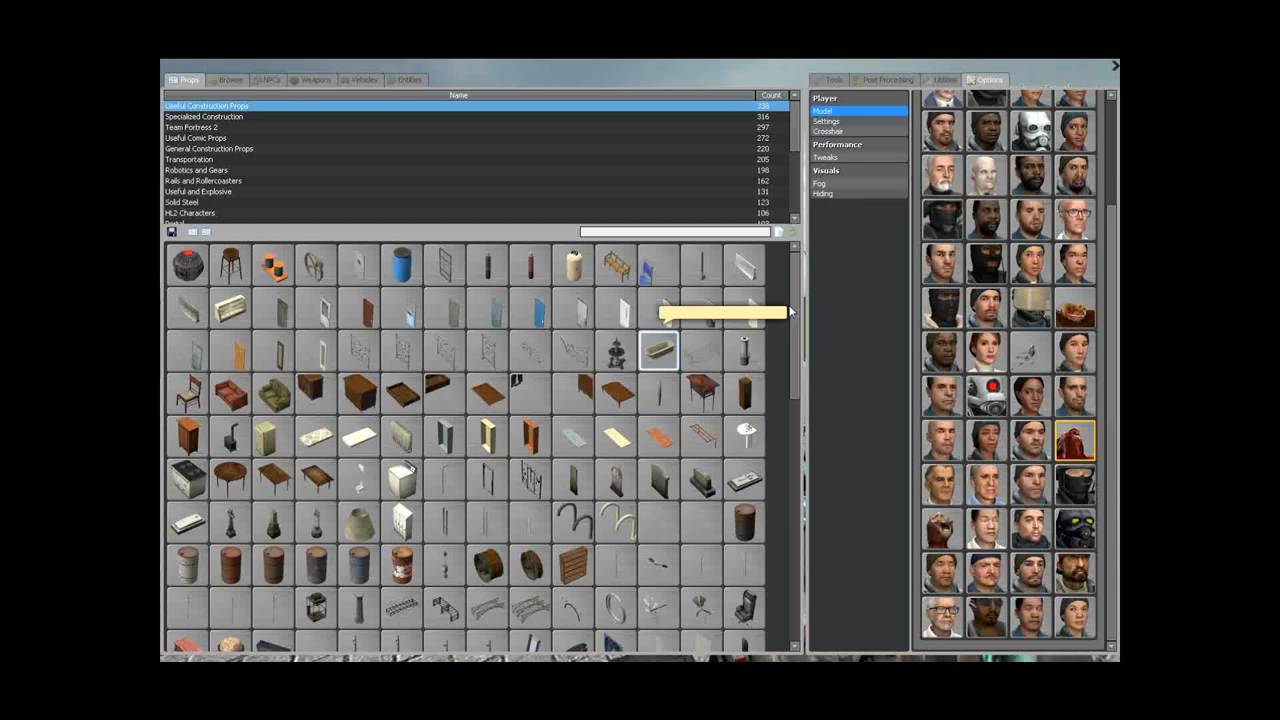 Props Browse NPCs Weapons Vehicles Entities
Tools Post Processing Utilities Options
Name Count
Useful Construction Props 338
Specialized Construction 316
Team Fortress 2 297
Useful Comic Props 272
General Construction Props 220
Transportation 205
Robotics and Gears 198
Rails and Rollercoasters 162
Useful and Explosive 131
Solid Steel 123
HL2 Characters 106
Player
Model
Settings
Crosshair
Performance
Tweaks
Visuals
Fog
Hiding